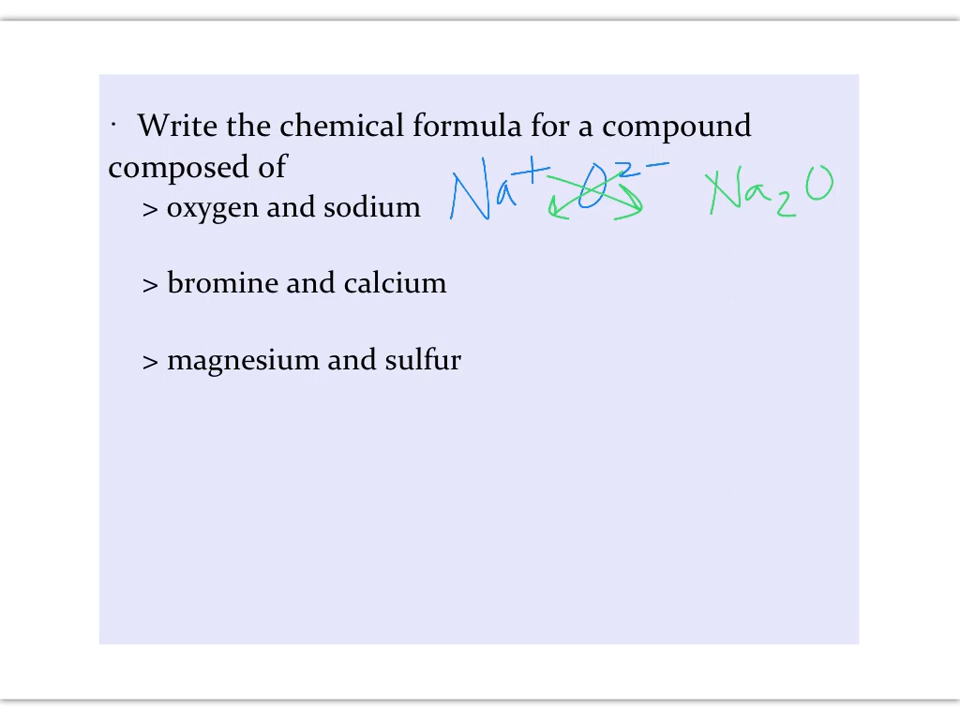 · Write the chemical formula for a compound
composed of
> oxygen and sodium Na⁺ O²⁻ Na₂O
> bromine and calcium
> magnesium and sulfur